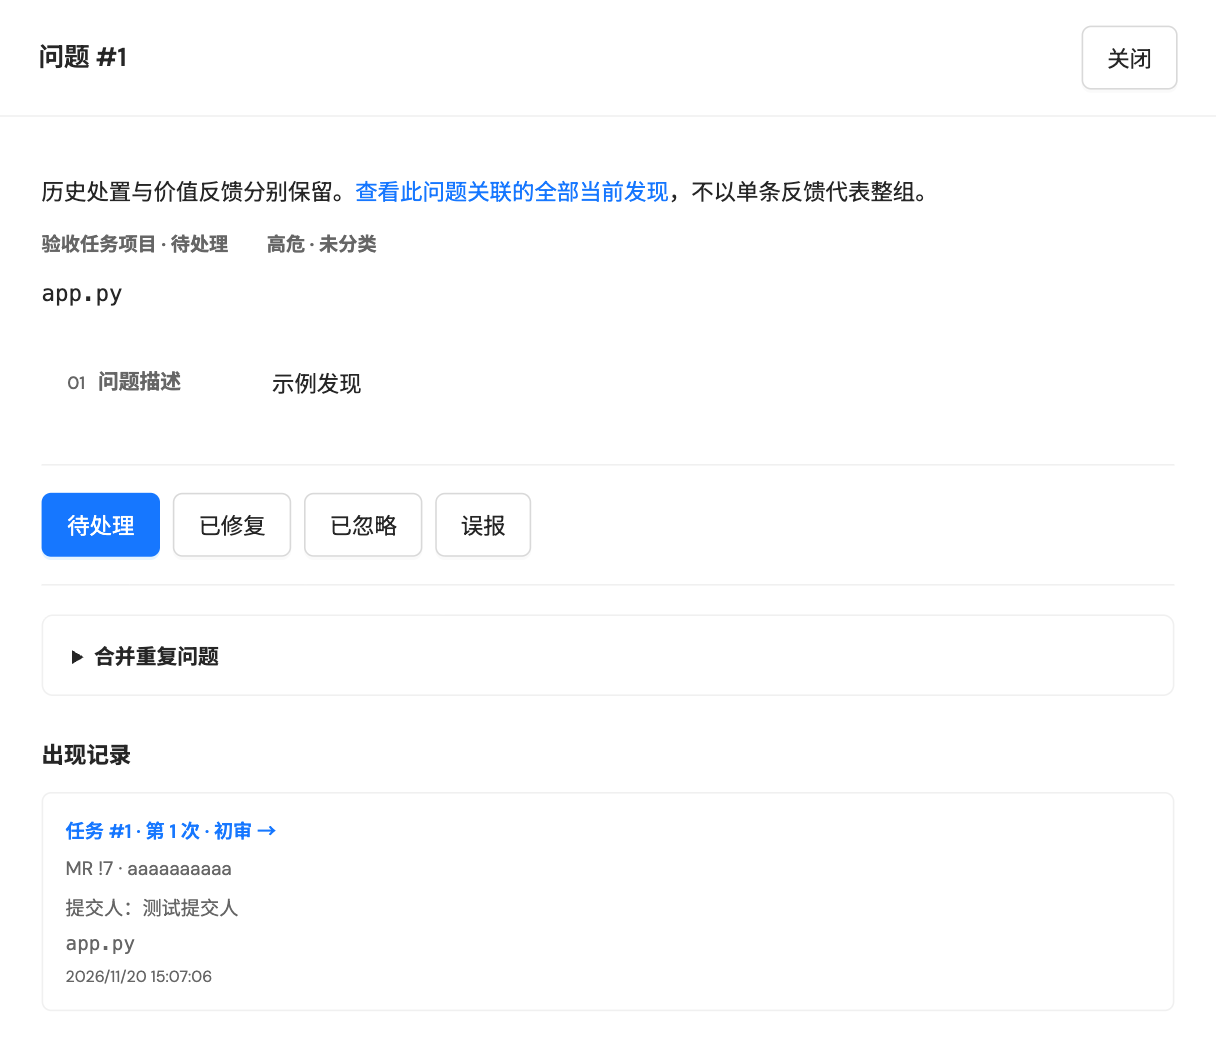 问题 #1
关闭
历史处置与价值反馈分别保留。查看此问题关联的全部当前发现，不以单条反馈代表整组。
验收任务项目 · 待处理 高危 · 未分类
app.py
01 问题描述 示例发现
待处理 已修复 已忽略 误报
▶ 合并重复问题
出现记录
任务 #1 · 第 1 次 · 初审 →
MR !7 · aaaaaaaaaa
提交人：测试提交人
app.py
2026/11/20 15:07:06